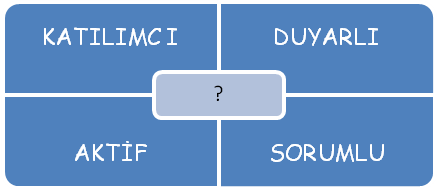 KATILIMCI
DUYARLI
?
AKTİF
SORUMLU